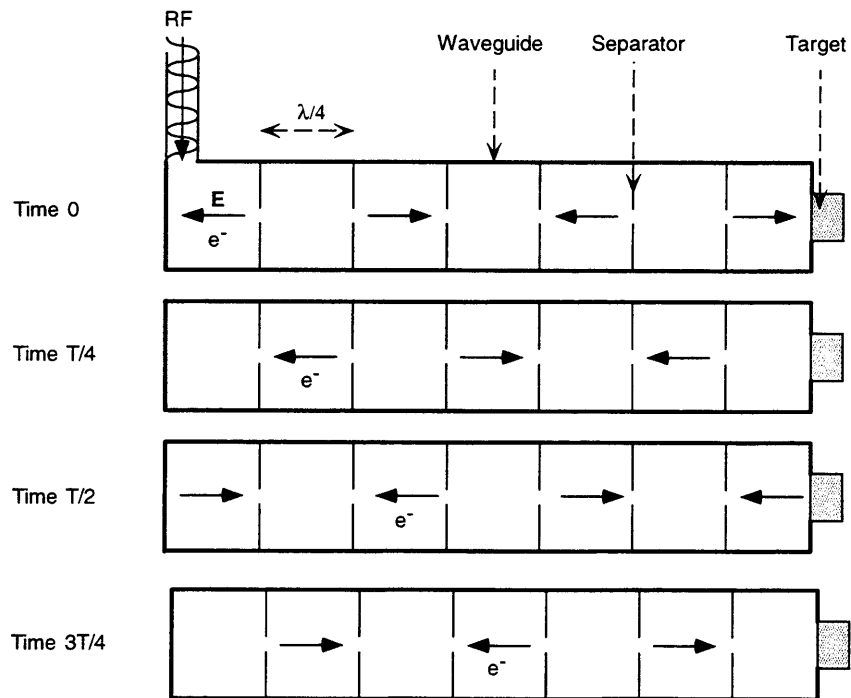 RF
Waveguide Separator Target
λ/4
Time 0
E
e⁻
Time T/4
e⁻
Time T/2
e⁻
Time 3T/4
e⁻